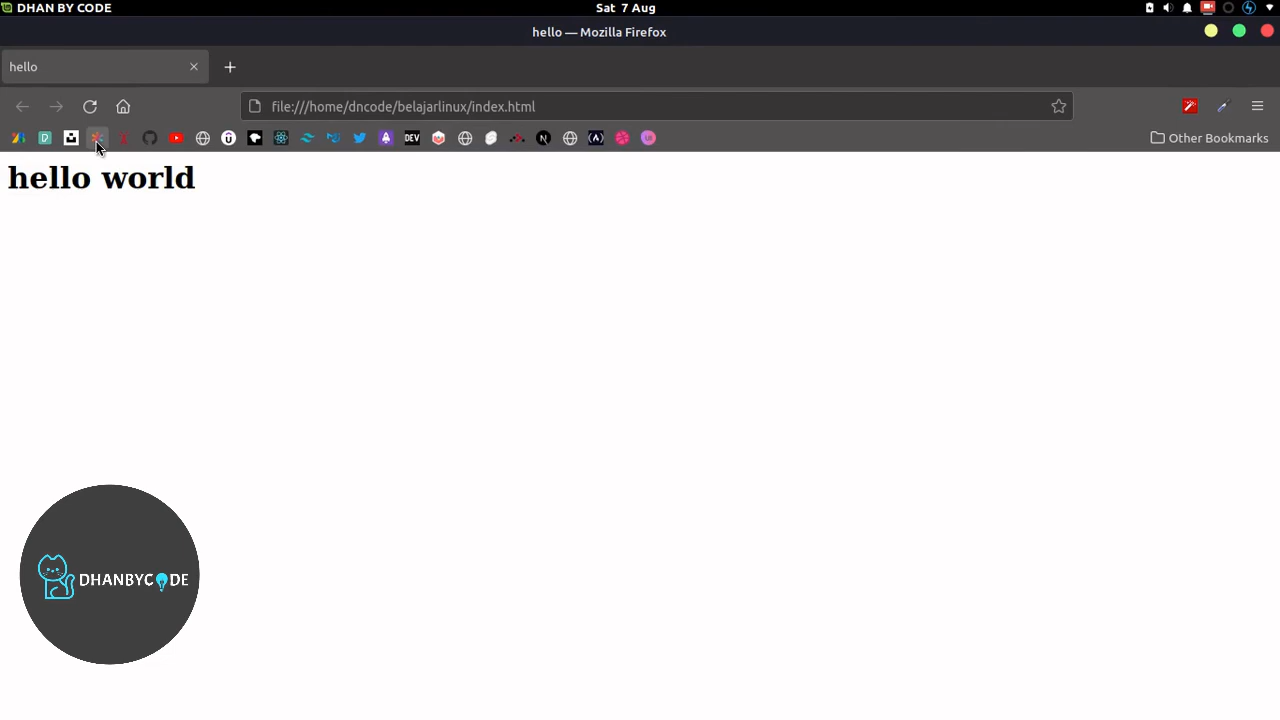 DHAN BY CODE
Sat 7 Aug
hello — Mozilla Firefox
hello
file:///home/dncode/belajarlinux/index.html
DEV
Other Bookmarks
hello world
DHANBYCODE